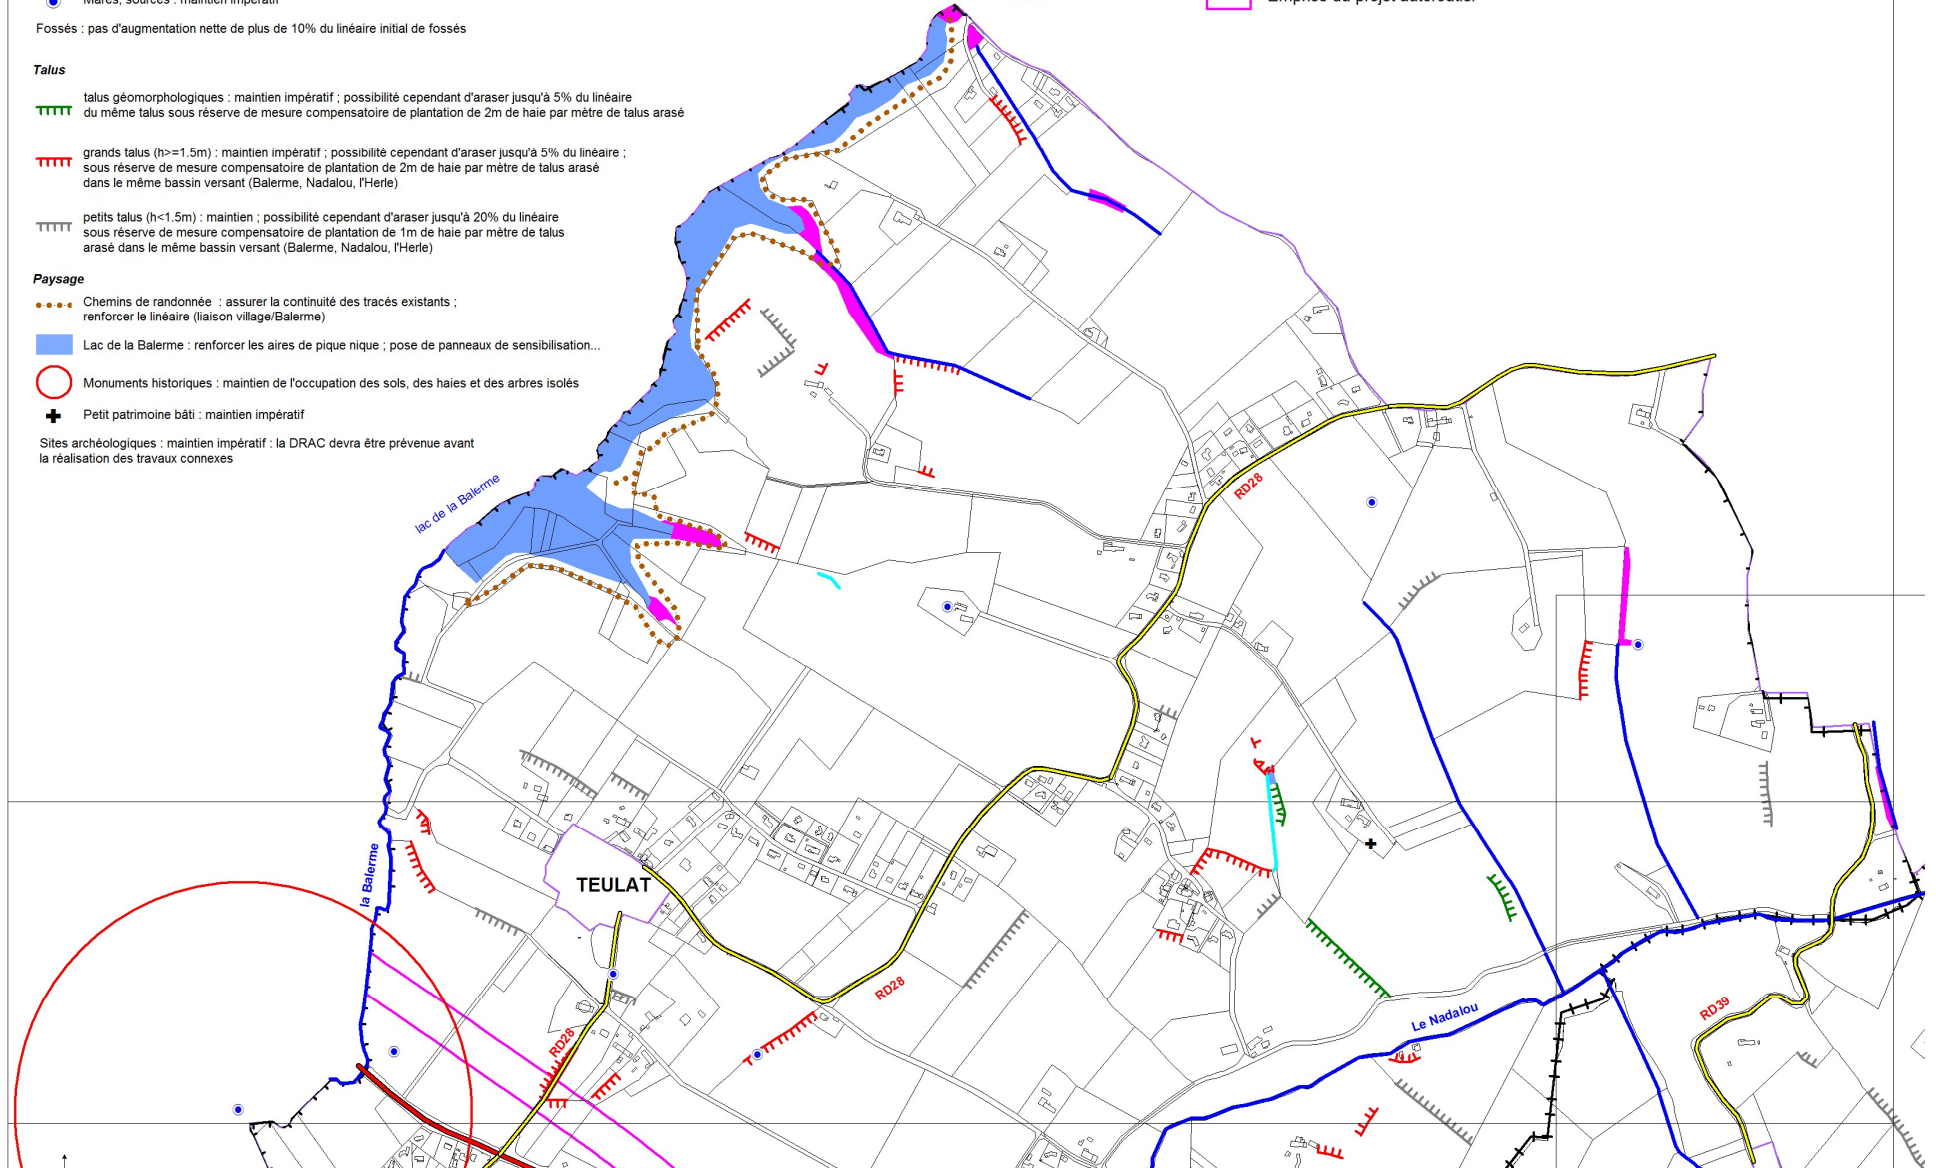 Mares, sources : maintien impératif
Emprise du projet autoroutier
Fossés : pas d'augmentation nette de plus de 10% du linéaire initial de fossés
Talus
talus géomorphologiques : maintien impératif ; possibilité cependant d'araser jusqu'à 5% du linéaire
du même talus sous réserve de mesure compensatoire de plantation de 2m de haie par mètre de talus arasé
grands talus (h>=1.5m) : maintien impératif ; possibilité cependant d'araser jusqu'à 5% du linéaire ;
sous réserve de mesure compensatoire de plantation de 2m de haie par mètre de talus arasé
dans le même bassin versant (Balerme, Nadalou, l'Herle)
petits talus (h<1.5m) : maintien ; possibilité cependant d'araser jusqu'à 20% du linéaire
sous réserve de mesure compensatoire de plantation de 1m de haie par mètre de talus
arasé dans le même bassin versant (Balerme, Nadalou, l'Herle)
Paysage
Chemins de randonnée : assurer la continuité des tracés existants ;
renforcer le linéaire (liaison village/Balerme)
Lac de la Balerme : renforcer les aires de pique nique ; pose de panneaux de sensibilisation...
Monuments historiques : maintien de l'occupation des sols, des haies et des arbres isolés
Petit patrimoine bâti : maintien impératif
Sites archéologiques : maintien impératif : la DRAC devra être prévenue avant
la réalisation des travaux connexes
lac de la Balerme
RD28
la Balerme
TEULAT
RD28
RD28
Le Nadalou
RD39